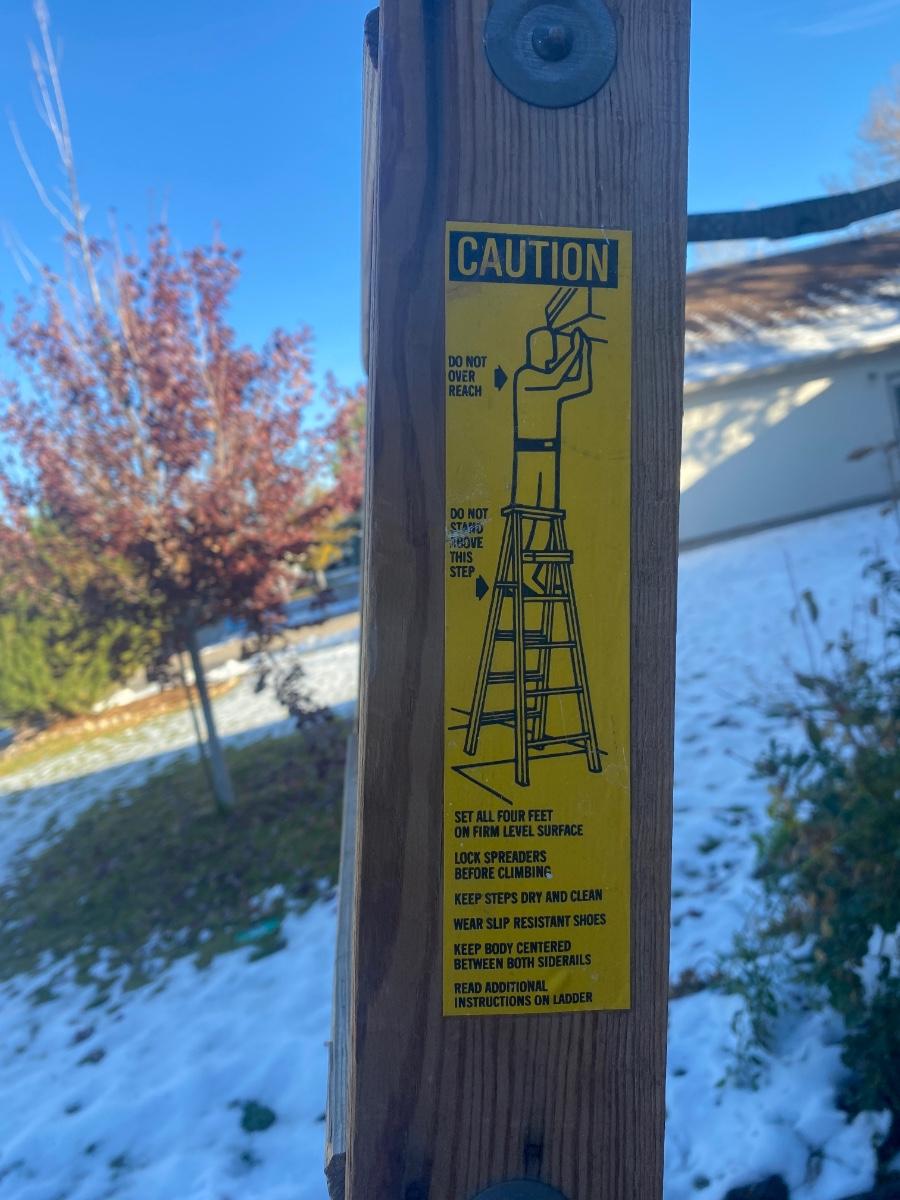 CAUTION
DO NOT
OVER
REACH
DO NOT
STAND
ABOVE
THIS
STEP
SET ALL FOUR FEET
ON FIRM LEVEL SURFACE
LOCK SPREADERS
BEFORE CLIMBING
KEEP STEPS DRY AND CLEAN
WEAR SLIP RESISTANT SHOES
KEEP BODY CENTERED
BETWEEN BOTH SIDERAILS
READ ADDITIONAL
INSTRUCTIONS ON LADDER